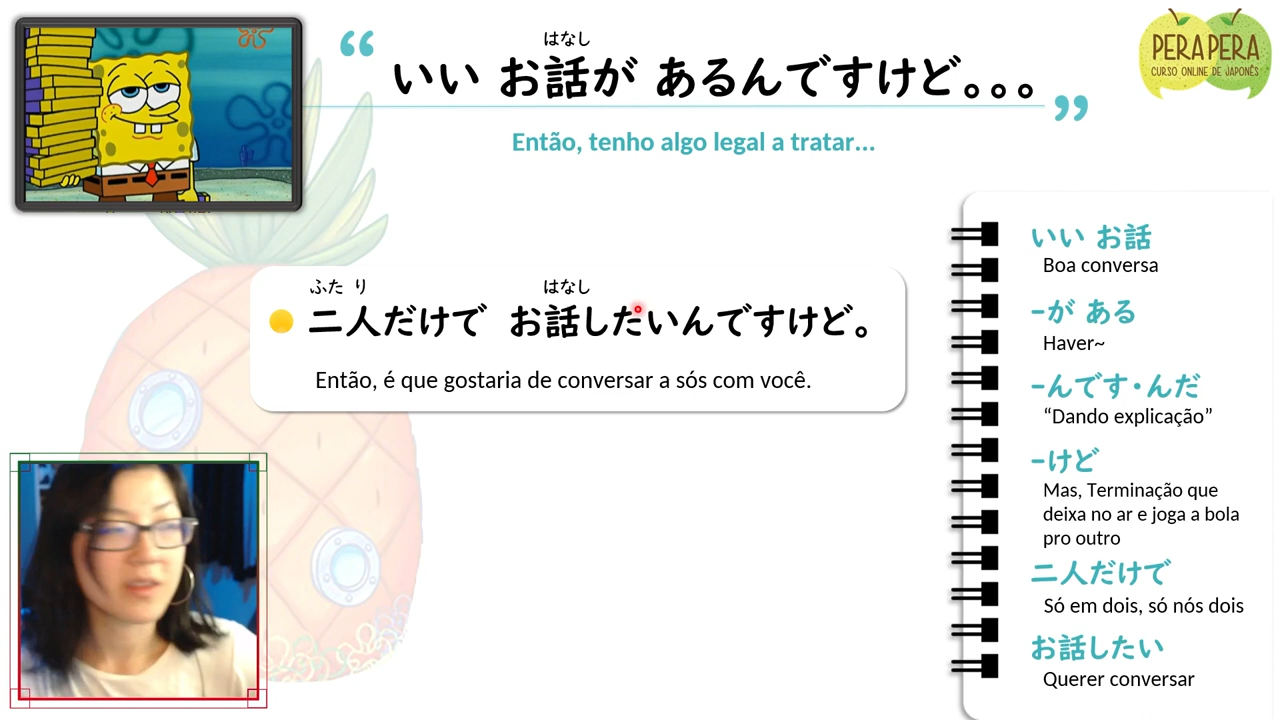 “
はなし
いい お話が あるんですけど。。。
”
Então, tenho algo legal a tratar...
PERAPERA
CURSO ONLINE DE JAPONÊS
ふた り はなし
二人だけで お話したいんですけど。
Então, é que gostaria de conversar a sós com você.
いい お話
Boa conversa
-が ある
Haver~
-んです・んだ
“Dando explicação”
-けど
Mas, Terminação que
deixa no ar e joga a bola
pro outro
二人だけで
Só em dois, só nós dois
お話したい
Querer conversar